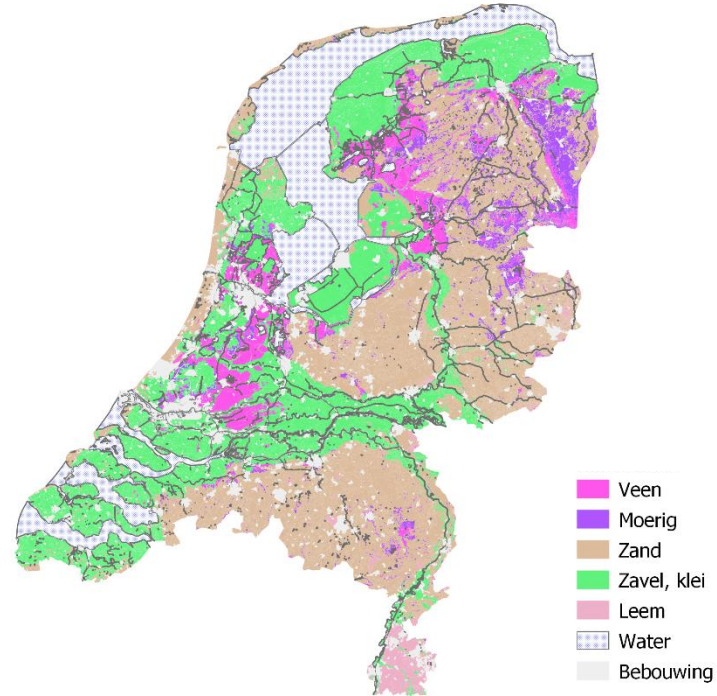 Veen
Moerig
Zand
Zavel, klei
Leem
Water
Bebouwing